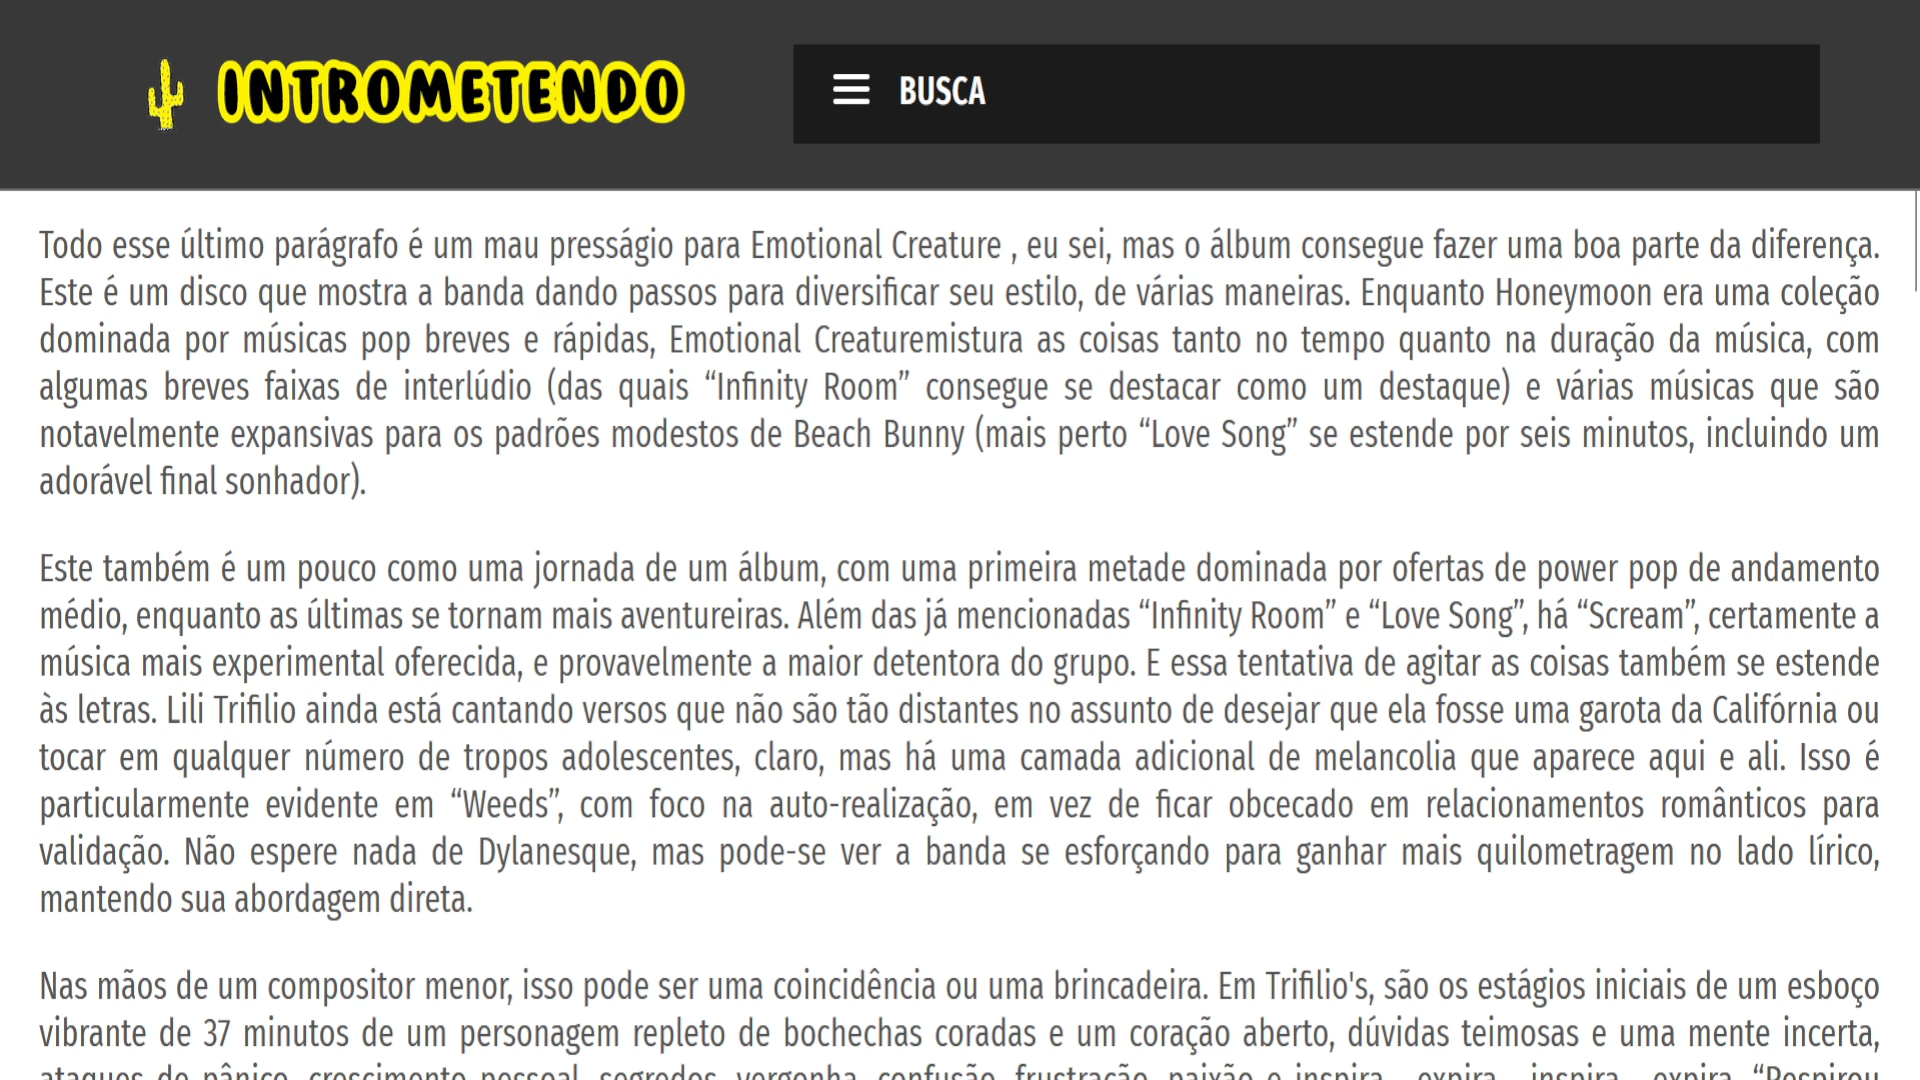 INTROMETENDO
BUSCA
Todo esse último parágrafo é um mau presságio para Emotional Creature , eu sei, mas o álbum consegue fazer uma boa parte da diferença.
Este é um disco que mostra a banda dando passos para diversificar seu estilo, de várias maneiras. Enquanto Honeymoon era uma coleção
dominada por músicas pop breves e rápidas, Emotional Creaturemistura as coisas tanto no tempo quanto na duração da música, com
algumas breves faixas de interlúdio (das quais “Infinity Room” consegue se destacar como um destaque) e várias músicas que são
notavelmente expansivas para os padrões modestos de Beach Bunny (mais perto “Love Song” se estende por seis minutos, incluindo um
adorável final sonhador).
Este também é um pouco como uma jornada de um álbum, com uma primeira metade dominada por ofertas de power pop de andamento
médio, enquanto as últimas se tornam mais aventureiras. Além das já mencionadas “Infinity Room” e “Love Song”, há “Scream”, certamente a
música mais experimental oferecida, e provavelmente a maior detentora do grupo. E essa tentativa de agitar as coisas também se estende
às letras. Lili Trifilio ainda está cantando versos que não são tão distantes no assunto de desejar que ela fosse uma garota da Califórnia ou
tocar em qualquer número de tropos adolescentes, claro, mas há uma camada adicional de melancolia que aparece aqui e ali. Isso é
particularmente evidente em “Weeds”, com foco na auto-realização, em vez de ficar obcecado em relacionamentos românticos para
validação. Não espere nada de Dylanesque, mas pode-se ver a banda se esforçando para ganhar mais quilometragem no lado lírico,
mantendo sua abordagem direta.
Nas mãos de um compositor menor, isso pode ser uma coincidência ou uma brincadeira. Em Trifilio's, são os estágios iniciais de um esboço
vibrante de 37 minutos de um personagem repleto de bochechas coradas e um coração aberto, dúvidas teimosas e uma mente incerta,
ataques de pânico, crescimento pessoal, segredos, vergonha, confusão, frustração, paixão e inspira, expira, inspira, expira. “Respirou